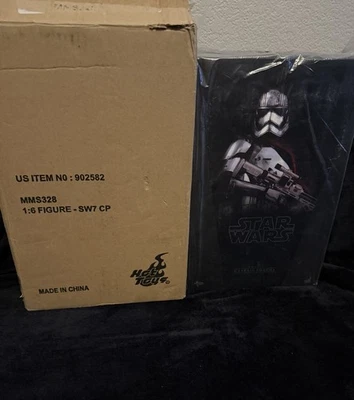 US ITEM NO : 902582
MMS328
1:6 FIGURE - SW7 CP
Hot Toys
MADE IN CHINA
STAR
WARS